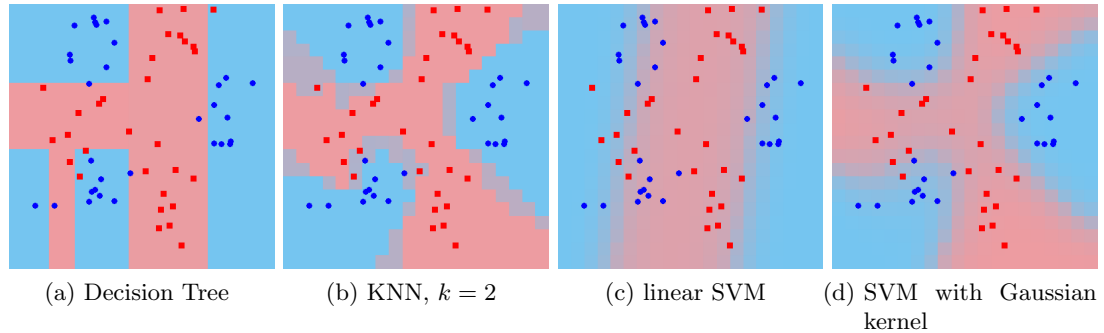 (a) Decision Tree
(b) KNN, k = 2
(c) linear SVM
(d) SVM with Gaussian
kernel